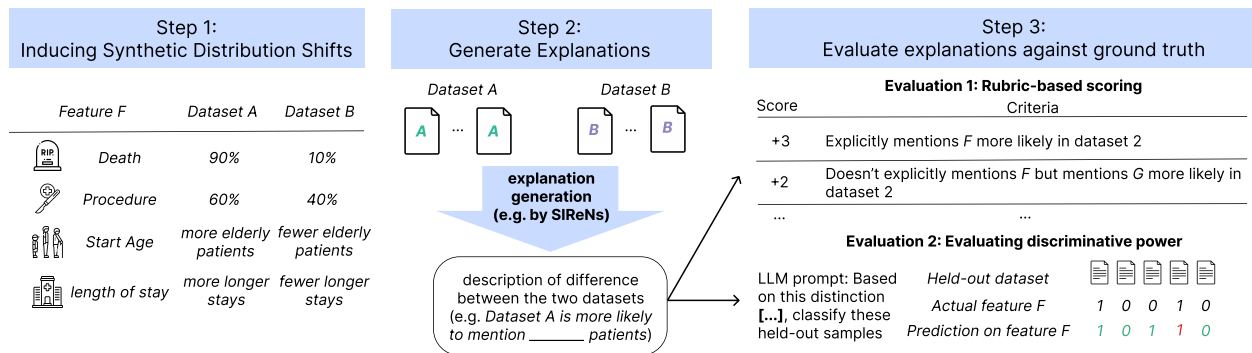 Step 1:
Inducing Synthetic Distribution Shifts
Feature F Dataset A Dataset B
R.I.P.
Death 90% 10%
Procedure 60% 40%
Start Age more elderly patients fewer elderly patients
length of stay more longer stays fewer longer stays
Step 2:
Generate Explanations
Dataset A Dataset B
A ... A B ... B
explanation
generation
(e.g. by SIReNs)
description of difference
between the two datasets
(e.g. Dataset A is more likely
to mention _______ patients)
Step 3:
Evaluate explanations against ground truth
Evaluation 1: Rubric-based scoring
Score Criteria
+3 Explicitly mentions F more likely in dataset 2
+2 Doesn't explicitly mentions F but mentions G more likely in
dataset 2
... ...
Evaluation 2: Evaluating discriminative power
LLM prompt: Based
on this distinction
[...], classify these
held-out samples
Held-out dataset
Actual feature F 1 0 0 1 0
Prediction on feature F 1 0 1 1 0